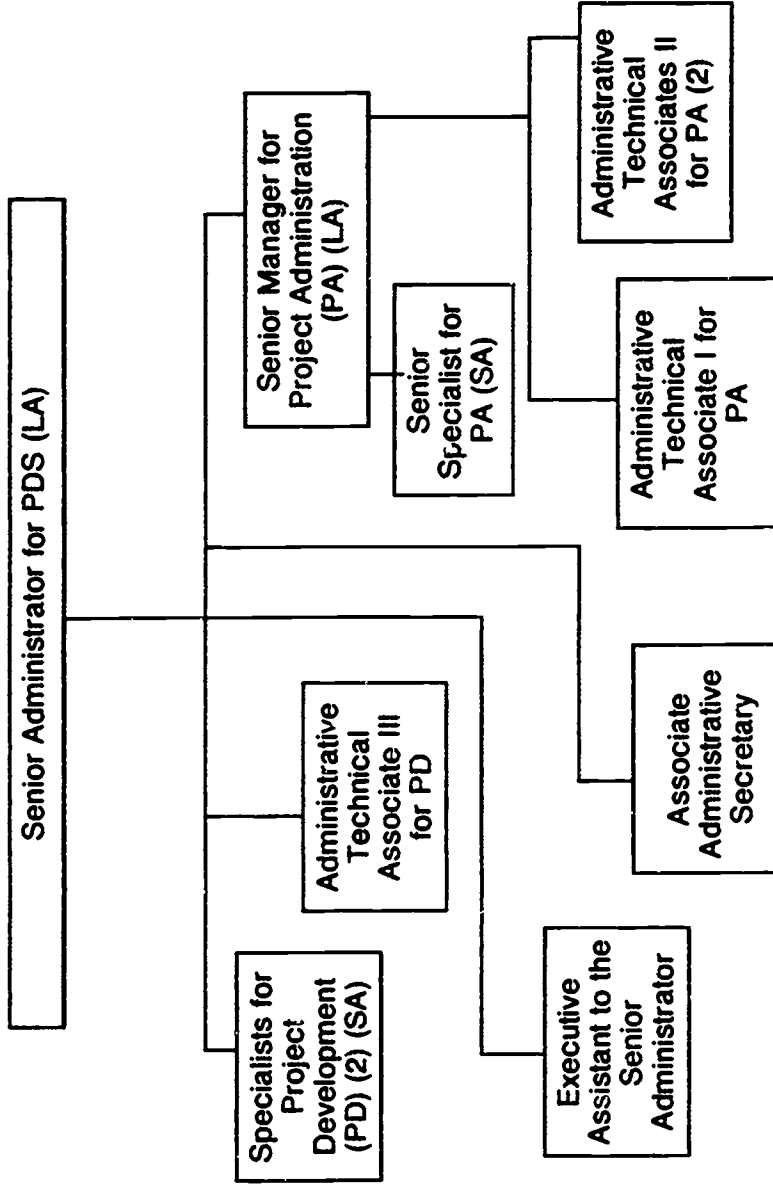 Senior Administrator for PDS (LA)
Specialists for
Project
Development
(PD) (2) (SA)
Administrative
Technical
Associate III
for PD
Senior Manager for
Project Administration
(PA) (LA)
Senior
Specialist for
PA (SA)
Executive
Assistant to the
Senior
Administrator
Associate
Administrative
Secretary
Administrative
Technical
Associate I for
PA
Administrative
Technical
Associates II
for PA (2)